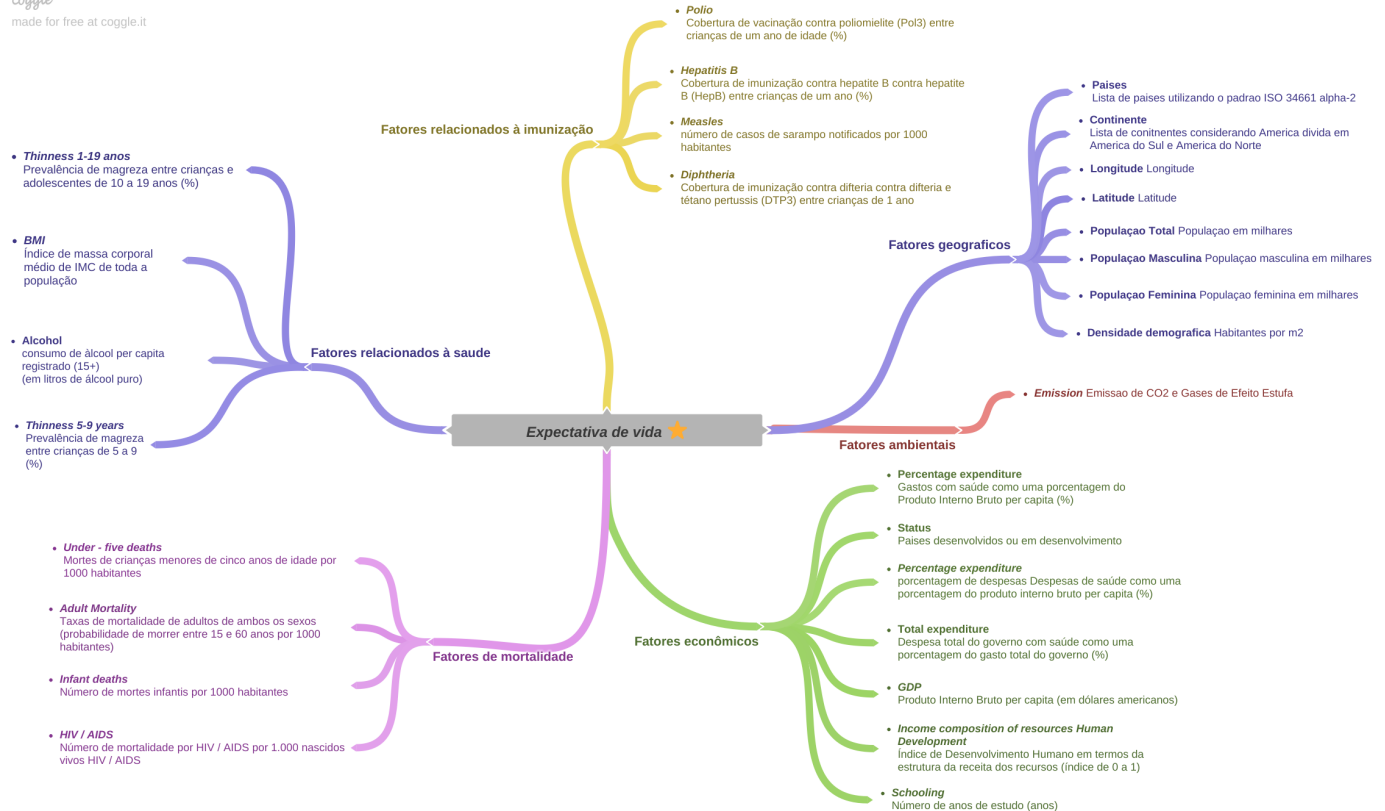 coggle
made for free at coggle.it
Polio
Cobertura de vacinação contra poliomielite (Pol3) entre
crianças de um ano de idade (%)
Hepatitis B
Cobertura de imunização contra hepatite B contra hepatite
B (HepB) entre crianças de um ano (%)
Measles
número de casos de sarampo notificados por 1000
habitantes
Diphtheria
Cobertura de imunização contra difteria contra difteria e
tétano pertussis (DTP3) entre crianças de 1 ano
Fatores relacionados à imunização
Thinness 1-19 anos
Prevalência de magreza entre crianças e
adolescentes de 10 a 19 anos (%)
BMI
Índice de massa corporal
médio de IMC de toda a
população
Alcohol
consumo de àlcool per capita
registrado (15+)
(em litros de álcool puro)
Thinness 5-9 years
Prevalência de magreza
entre crianças de 5 a 9
(%)
Fatores relacionados à saude
Paises
Lista de paises utilizando o padrao ISO 34661 alpha-2
Continente
Lista de conitnentes considerando America divida em
America do Sul e America do Norte
Longitude Longitude
Latitude Latitude
Populaçao Total Populaçao em milhares
Populaçao Masculina Populaçao masculina em milhares
Populaçao Feminina Populaçao feminina em milhares
Densidade demografica Habitantes por m2
Fatores geograficos
Expectativa de vida
Emission Emissao de CO2 e Gases de Efeito Estufa
Fatores ambientais
Under - five deaths
Mortes de crianças menores de cinco anos de idade por
1000 habitantes
Adult Mortality
Taxas de mortalidade de adultos de ambos os sexos
(probabilidade de morrer entre 15 e 60 anos por 1000
habitantes)
Infant deaths
Número de mortes infantis por 1000 habitantes
HIV / AIDS
Número de mortalidade por HIV / AIDS por 1.000 nascidos
vivos HIV / AIDS
Fatores de mortalidade
Fatores econômicos
Percentage expenditure
Gastos com saúde como uma porcentagem do
Produto Interno Bruto per capita (%)
Status
Paises desenvolvidos ou em desenvolvimento
Percentage expenditure
porcentagem de despesas Despesas de saúde como uma
porcentagem do produto interno bruto per capita (%)
Total expenditure
Despesa total do governo com saúde como uma
porcentagem do gasto total do governo (%)
GDP
Produto Interno Bruto per capita (em dólares americanos)
Income composition of resources Human
Development
Índice de Desenvolvimento Humano em termos da
estrutura da receita dos recursos (índice de 0 a 1)
Schooling
Número de anos de estudo (anos)